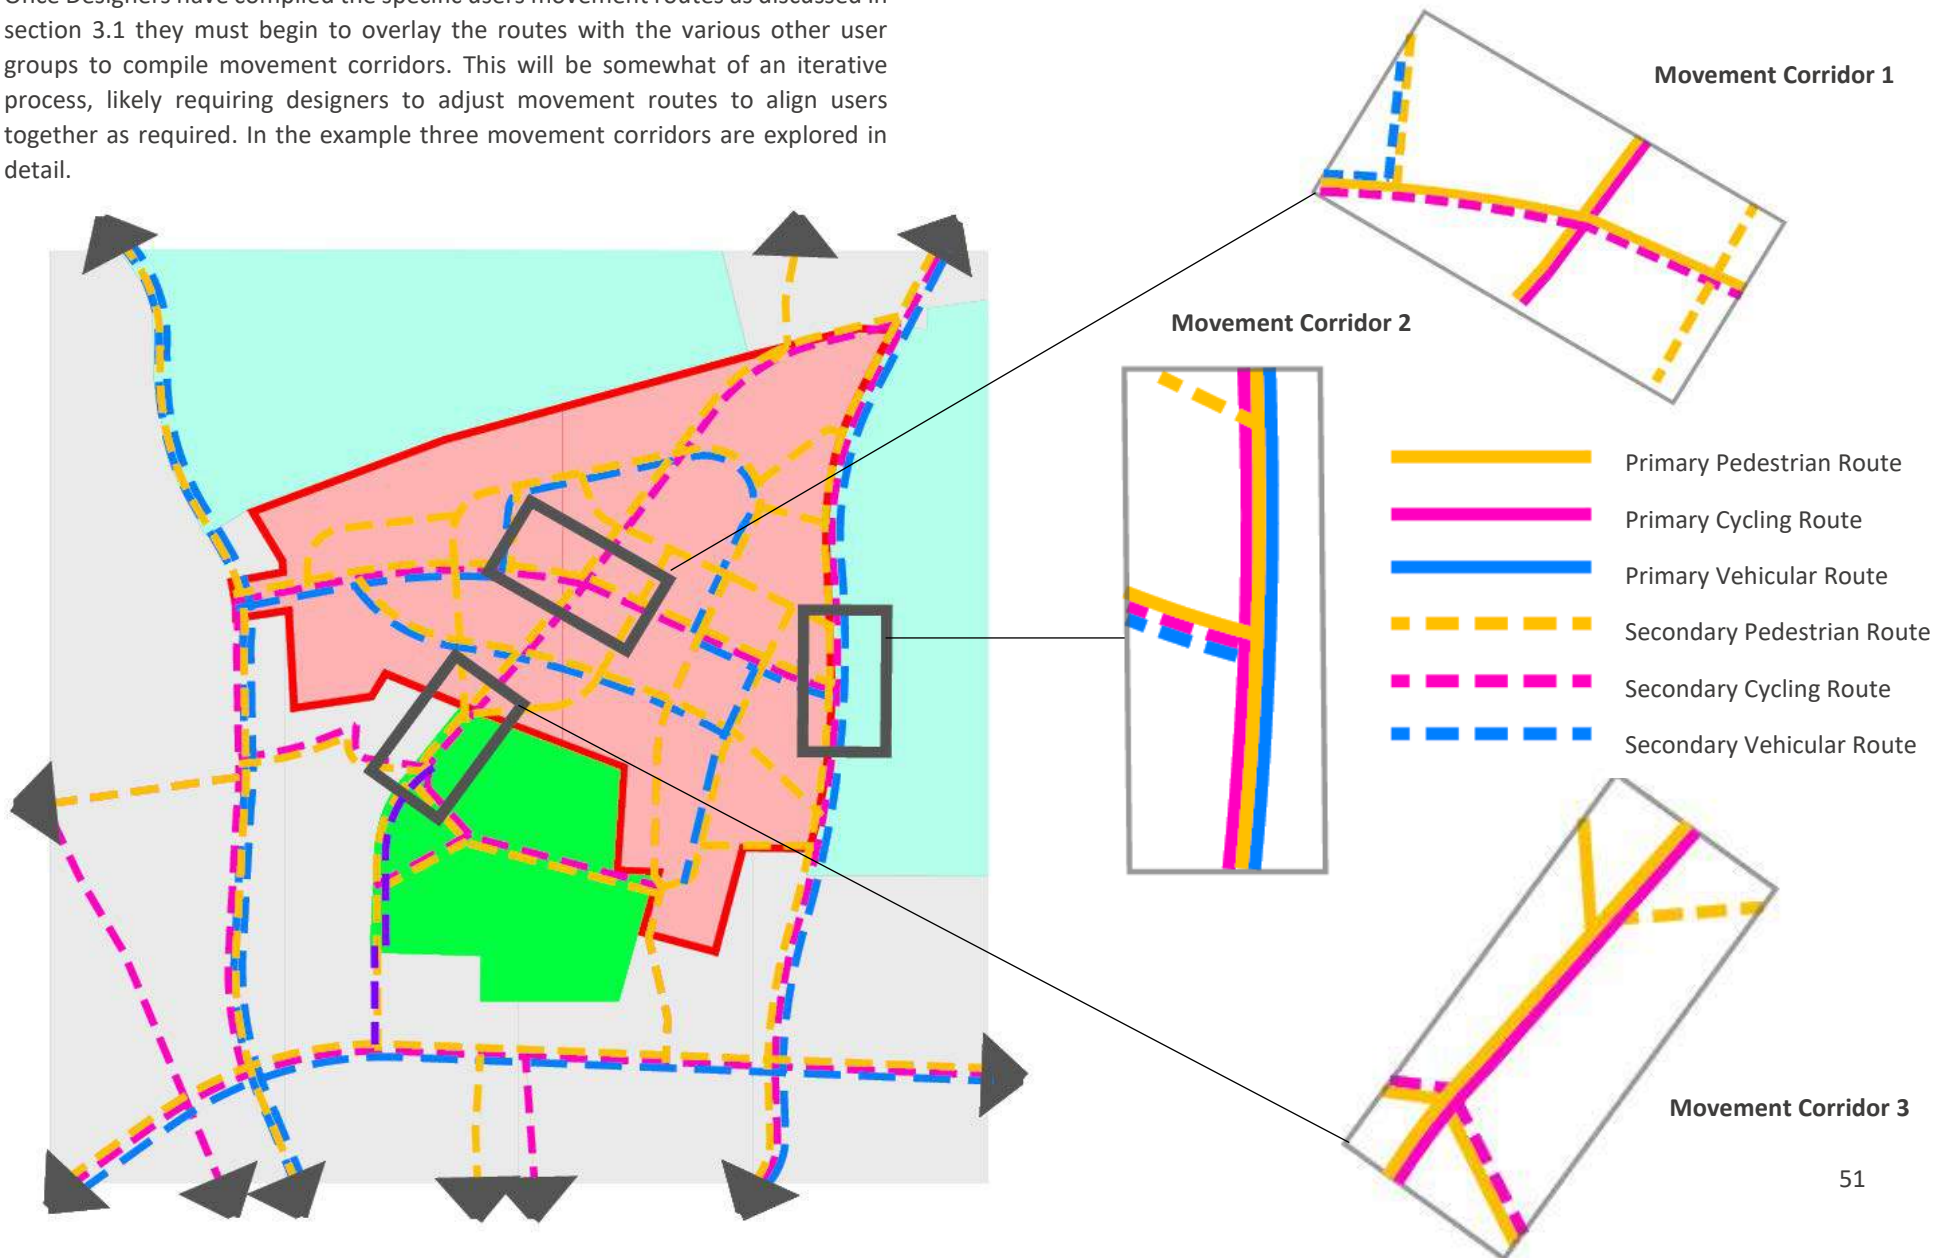 Once Designers have compiled the specific users movement routes as discussed in
section 3.1 they must begin to overlay the routes with the various other user
groups to compile movement corridors. This will be somewhat of an iterative
process, likely requiring designers to adjust movement routes to align users
together as required. In the example three movement corridors are explored in
detail.
Movement Corridor 1
Movement Corridor 2
Primary Pedestrian Route
Primary Cycling Route
Primary Vehicular Route
Secondary Pedestrian Route
Secondary Cycling Route
Secondary Vehicular Route
Movement Corridor 3
51